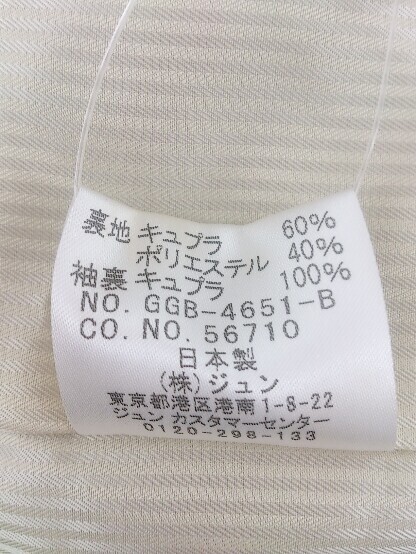 裏地 キュプラ 60%
ポリエステル 40%
袖裏 キュプラ 100%
NO. GGB-4651-B
CO. NO. 56710
日本製
(株)ジュン
東京都港区港南1-8-22
ジュン カスタマーセンター
0120-298-133